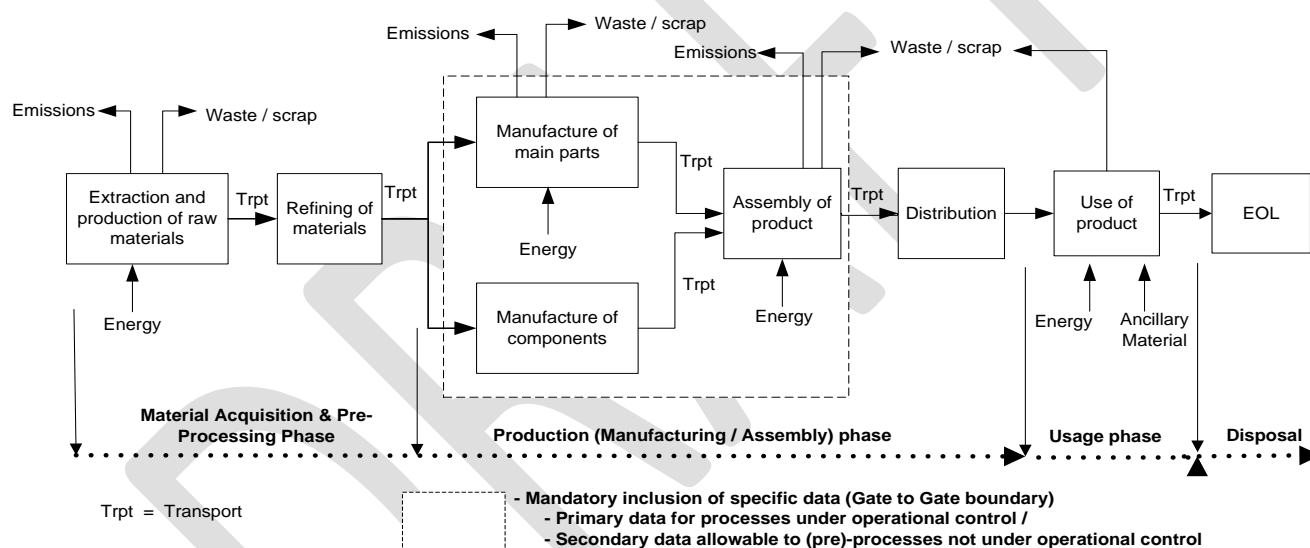 Emissions
Waste / scrap
Emissions
Waste / scrap
Emissions
Waste / scrap
Extraction and
production of raw
materials
Trpt
Refining of
materials
Trpt
Manufacture of
main parts
Trpt
Energy
Manufacture of
components
Trpt
Assembly of
product
Trpt
Distribution
Use of
product
Trpt
EOL
Energy
Energy
Energy
Ancillary
Material
Material Acquisition & Pre-
Processing Phase
Production (Manufacturing / Assembly) phase
Usage phase
Disposal
Trpt = Transport
- Mandatory inclusion of specific data (Gate to Gate boundary)
- Primary data for processes under operational control /
- Secondary data allowable to (pre)-processes not under operational control